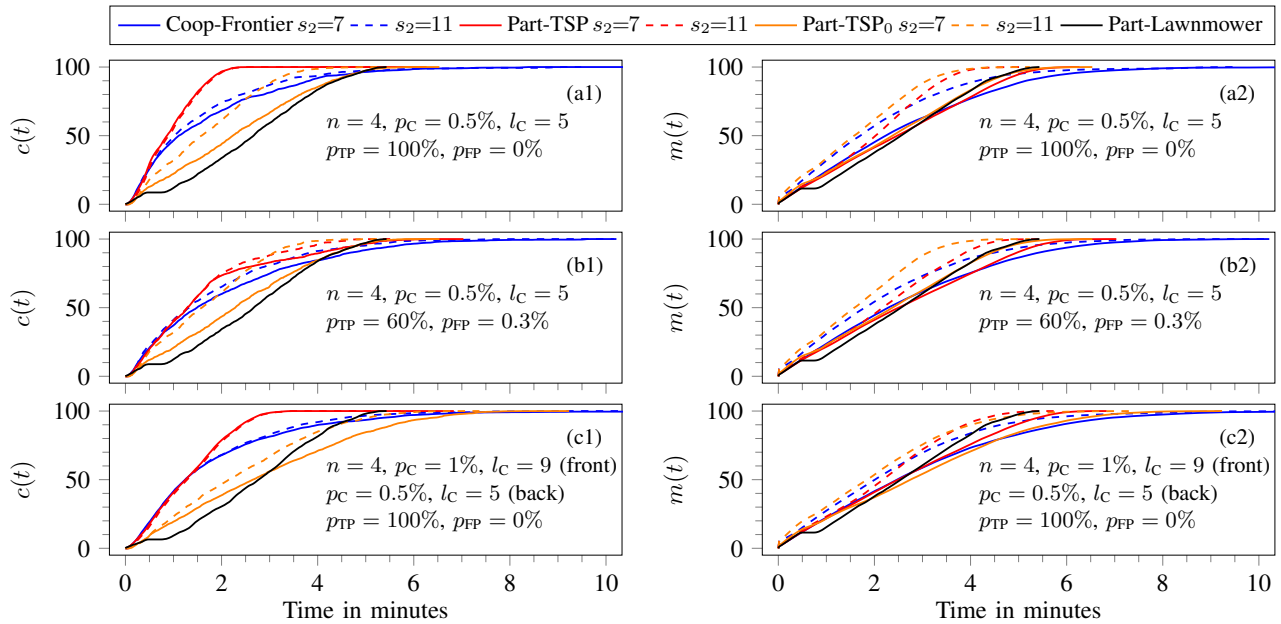 Coop-Frontier s₂=7 s₂=11 Part-TSP s₂=7 s₂=11 Part-TSP₀ s₂=7 s₂=11 Part-Lawnmower
100
50
0
c(t)
(a1)
n = 4, p_C = 0.5%, l_C = 5
p_TP = 100%, p_FP = 0%
100
50
0
m(t)
(a2)
n = 4, p_C = 0.5%, l_C = 5
p_TP = 100%, p_FP = 0%
100
50
0
c(t)
(b1)
n = 4, p_C = 0.5%, l_C = 5
p_TP = 60%, p_FP = 0.3%
100
50
0
m(t)
(b2)
n = 4, p_C = 0.5%, l_C = 5
p_TP = 60%, p_FP = 0.3%
100
50
0
c(t)
(c1)
n = 4, p_C = 1%, l_C = 9 (front)
p_C = 0.5%, l_C = 5 (back)
p_TP = 100%, p_FP = 0%
0 2 4 6 8 10
Time in minutes
100
50
0
m(t)
(c2)
n = 4, p_C = 1%, l_C = 9 (front)
p_C = 0.5%, l_C = 5 (back)
p_TP = 100%, p_FP = 0%
0 2 4 6 8 10
Time in minutes